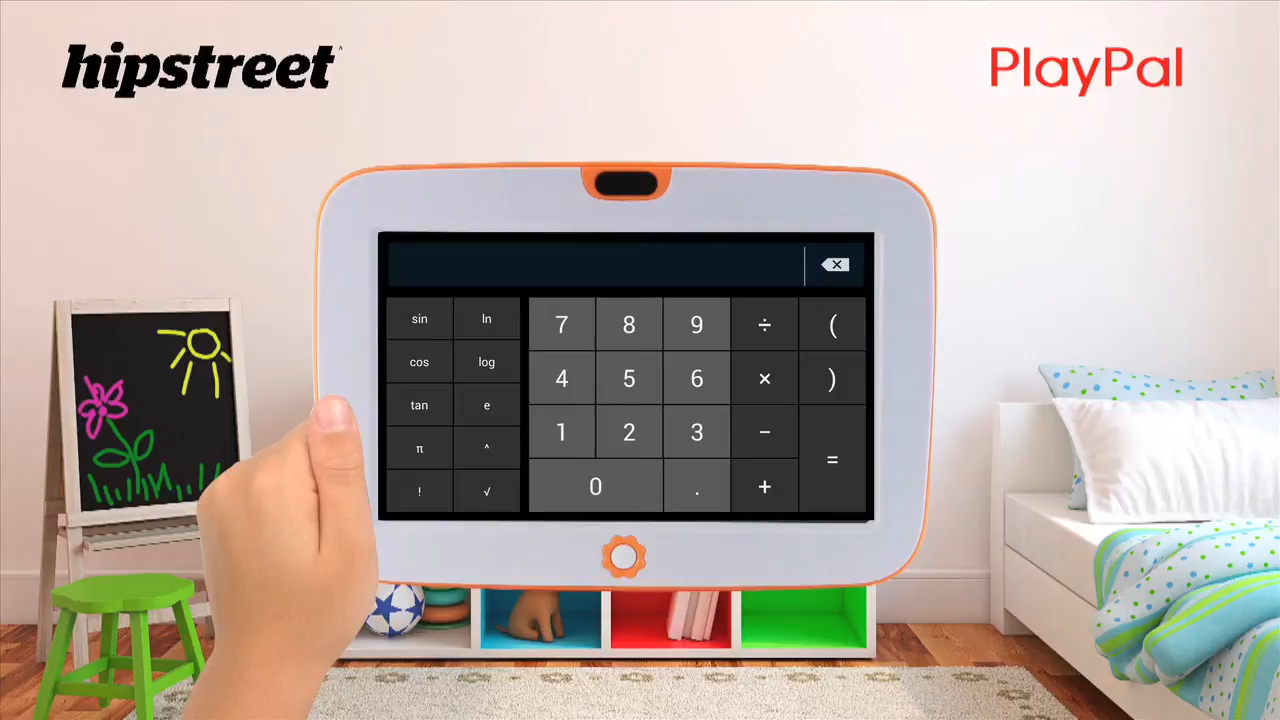 hipstreet
PlayPal
sin ln 7 8 9 ÷ (
cos log 4 5 6 × )
tan e 1 2 3 −
π ^ =
! √ 0 . +